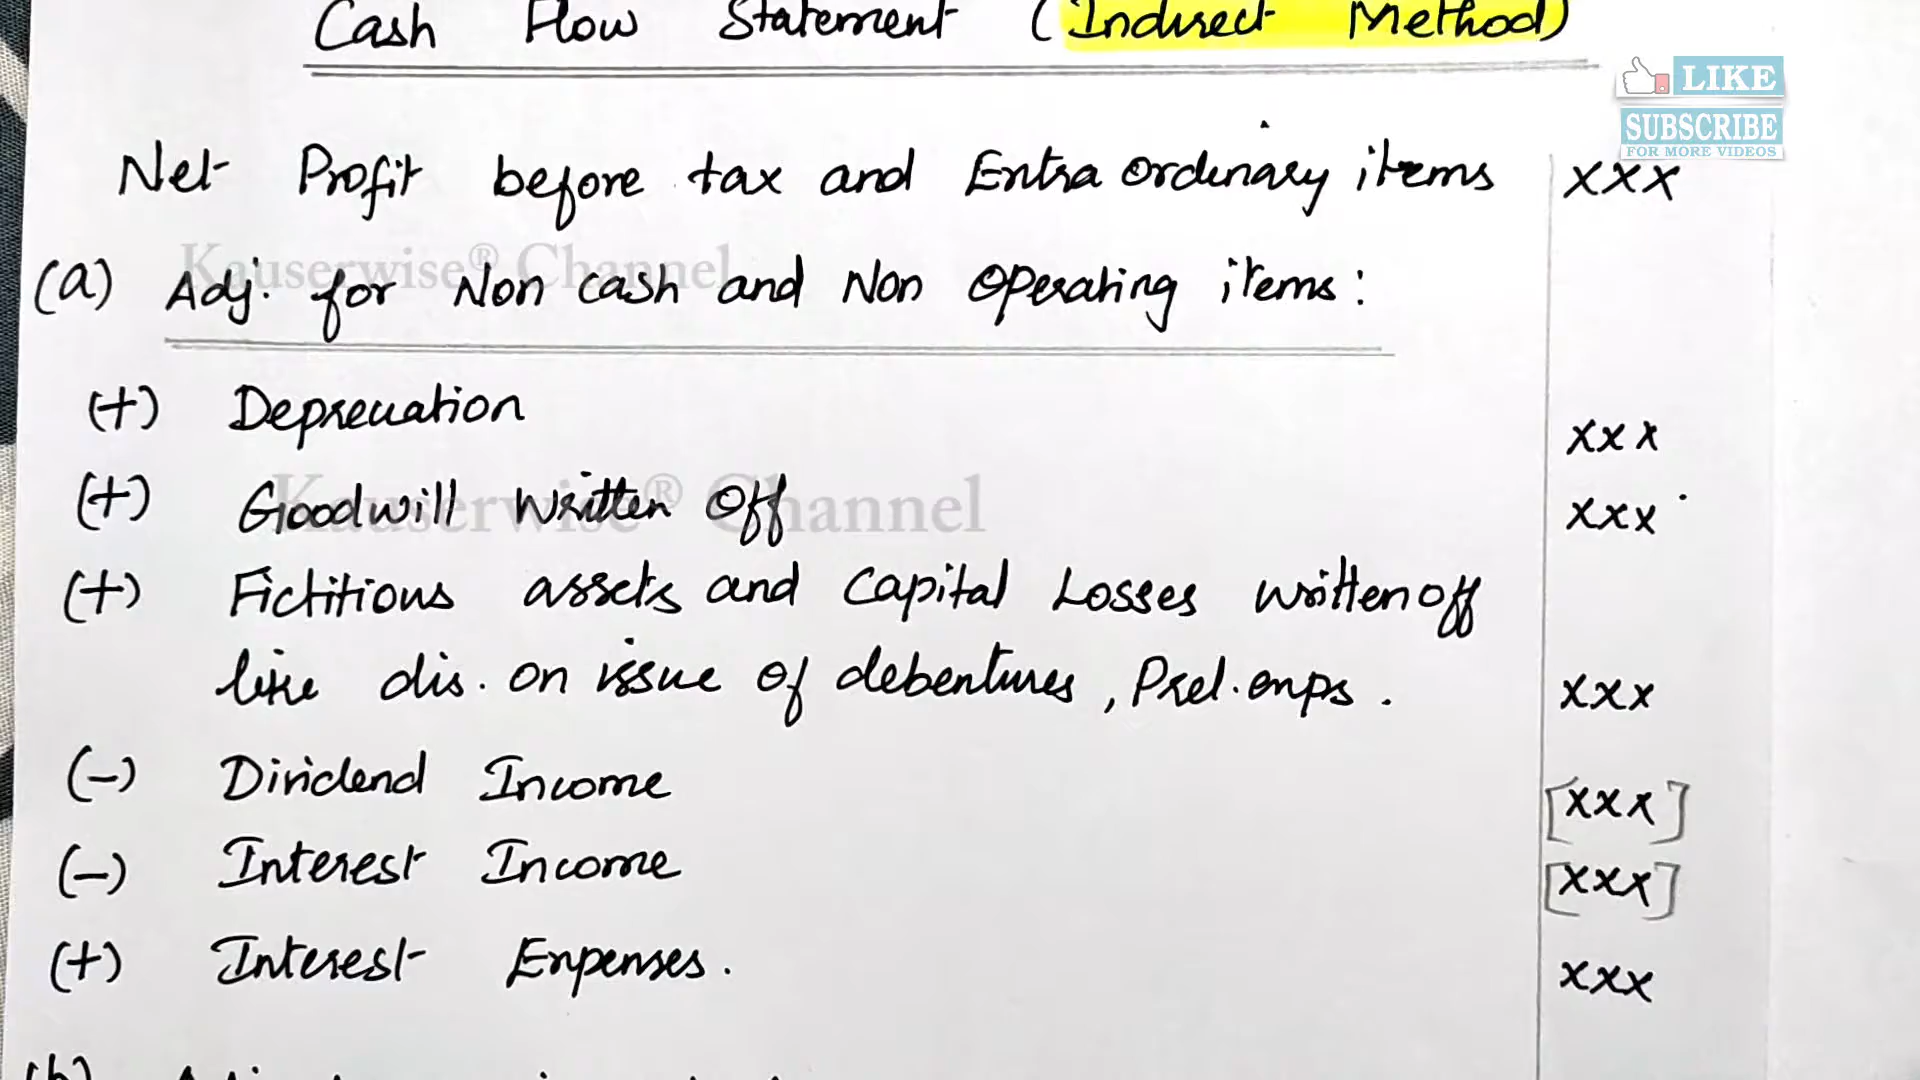 Cash Flow Statement (Indirect Method)
LIKE
SUBSCRIBE
FOR MORE VIDEOS
Net Profit before tax and Extra ordinary items xxx
Kauserwise® Channel
(a) Adj. for Non cash and Non Operating items:
(+) Depreciation xxx
Kauserwise® Channel
(+) Goodwill Written Off xxx
(+) Fictitious assets and Capital Losses written off
like dis. on issue of debentures, Prel. exps. xxx
(-) Dividend Income [xxx]
(-) Interest Income [xxx]
(+) Interest Expenses. xxx
(b)